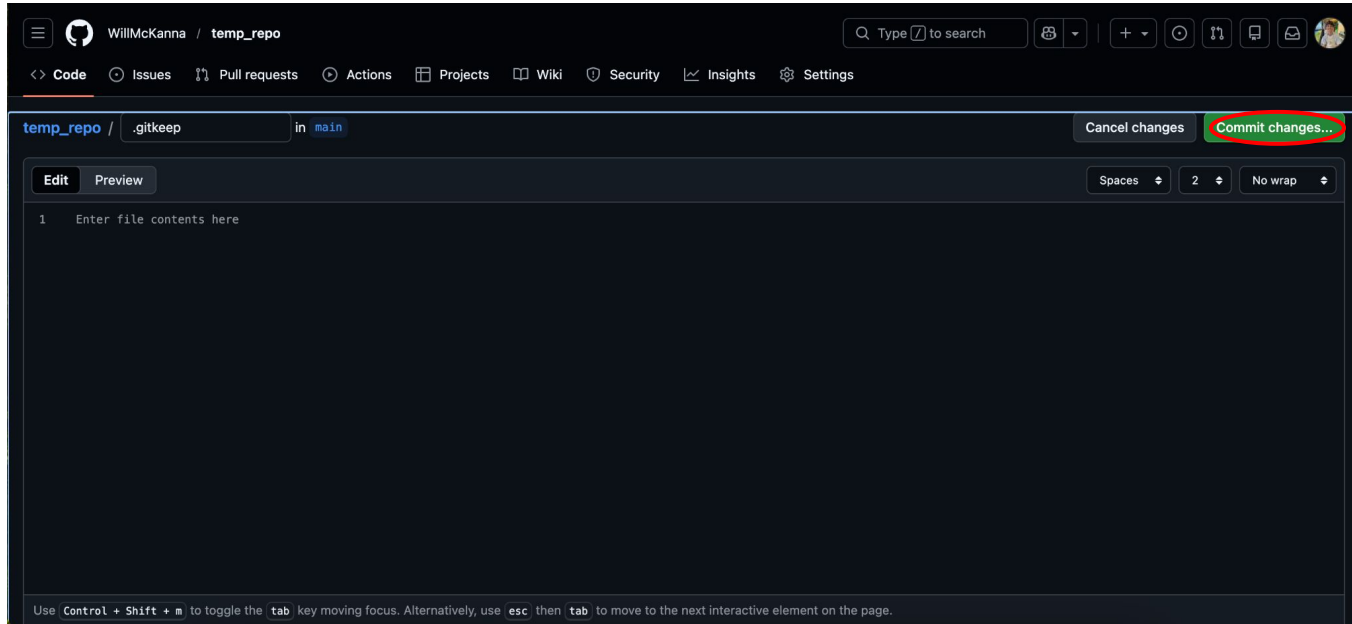 WillMcKanna / temp_repo
Type / to search
<> Code Issues Pull requests Actions Projects Wiki Security Insights Settings
temp_repo / .gitkeep in main
Cancel changes Commit changes...
Edit Preview
Spaces 2 No wrap
1 Enter file contents here
Use Control + Shift + m to toggle the tab key moving focus. Alternatively, use esc then tab to move to the next interactive element on the page.